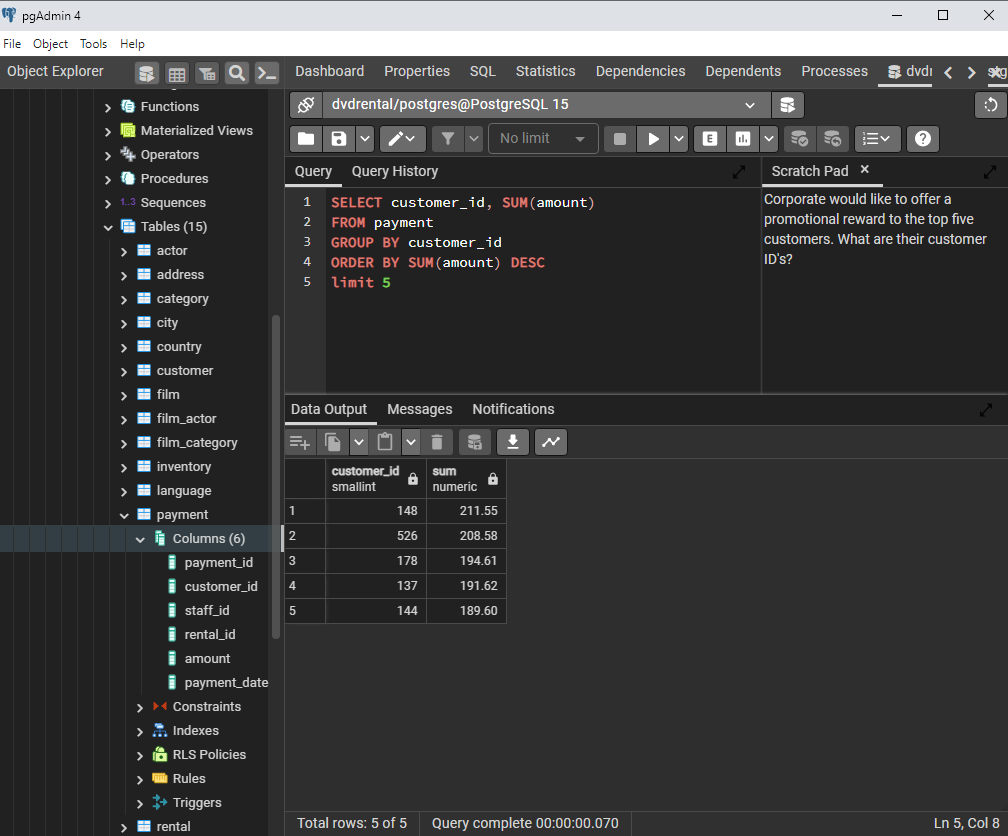 pgAdmin 4
File Object Tools Help
Object Explorer
Functions
Materialized Views
Operators
Procedures
1..3 Sequences
Tables (15)
actor
address
category
city
country
customer
film
film_actor
film_category
inventory
language
payment
Columns (6)
payment_id
customer_id
staff_id
rental_id
amount
payment_date
Constraints
Indexes
RLS Policies
Rules
Triggers
rental
Dashboard Properties SQL Statistics Dependencies Dependents Processes
dvdrental/postgres@PostgreSQL 15
No limit
E
Query Query History
1 SELECT customer_id, SUM(amount)
2 FROM payment
3 GROUP BY customer_id
4 ORDER BY SUM(amount) DESC
5 limit 5
Scratch Pad
Corporate would like to offer a
promotional reward to the top five
customers. What are their customer
ID's?
Data Output Messages Notifications
customer_id sum
smallint numeric
1 148 211.55
2 526 208.58
3 178 194.61
4 137 191.62
5 144 189.60
Total rows: 5 of 5 Query complete 00:00:00.070 Ln 5, Col 8